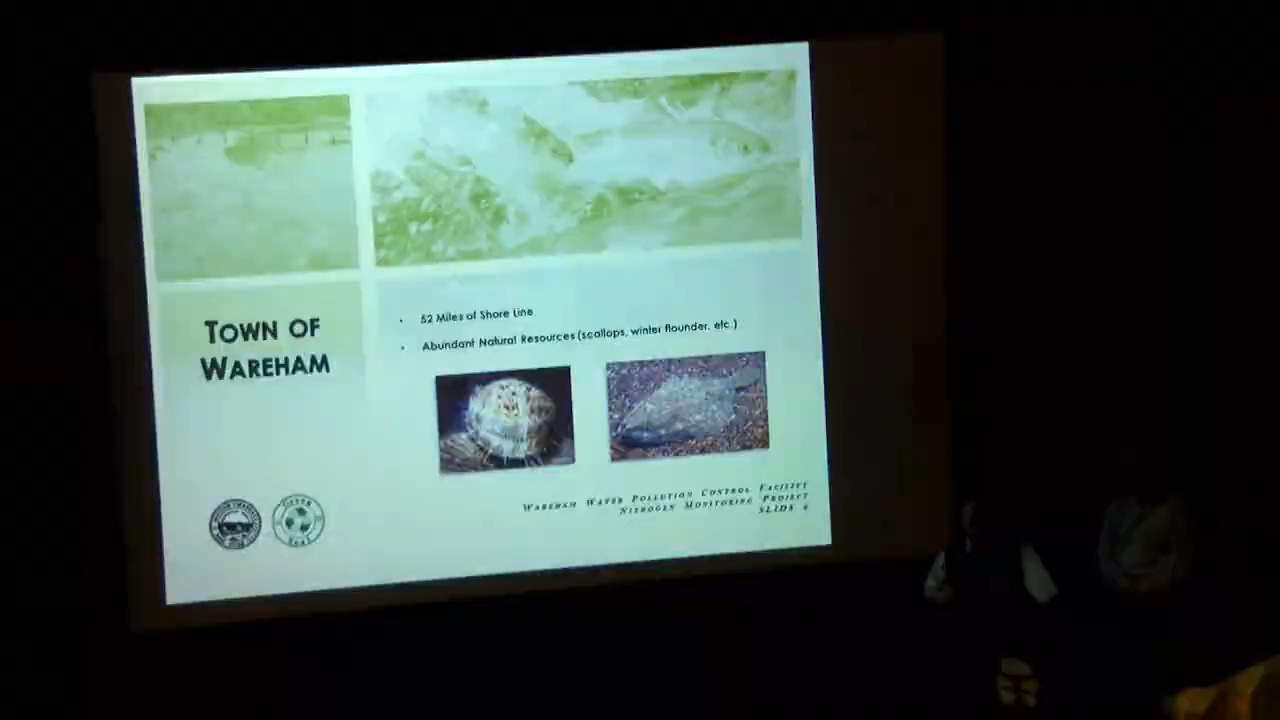 TOWN OF
WAREHAM
• 52 Miles of Shore Line
• Abundant Natural Resources (scallops, winter flounder, etc.)
WAREHAM WATER POLLUTION CONTROL FACILITY
NITROGEN MONITORING PROJECT